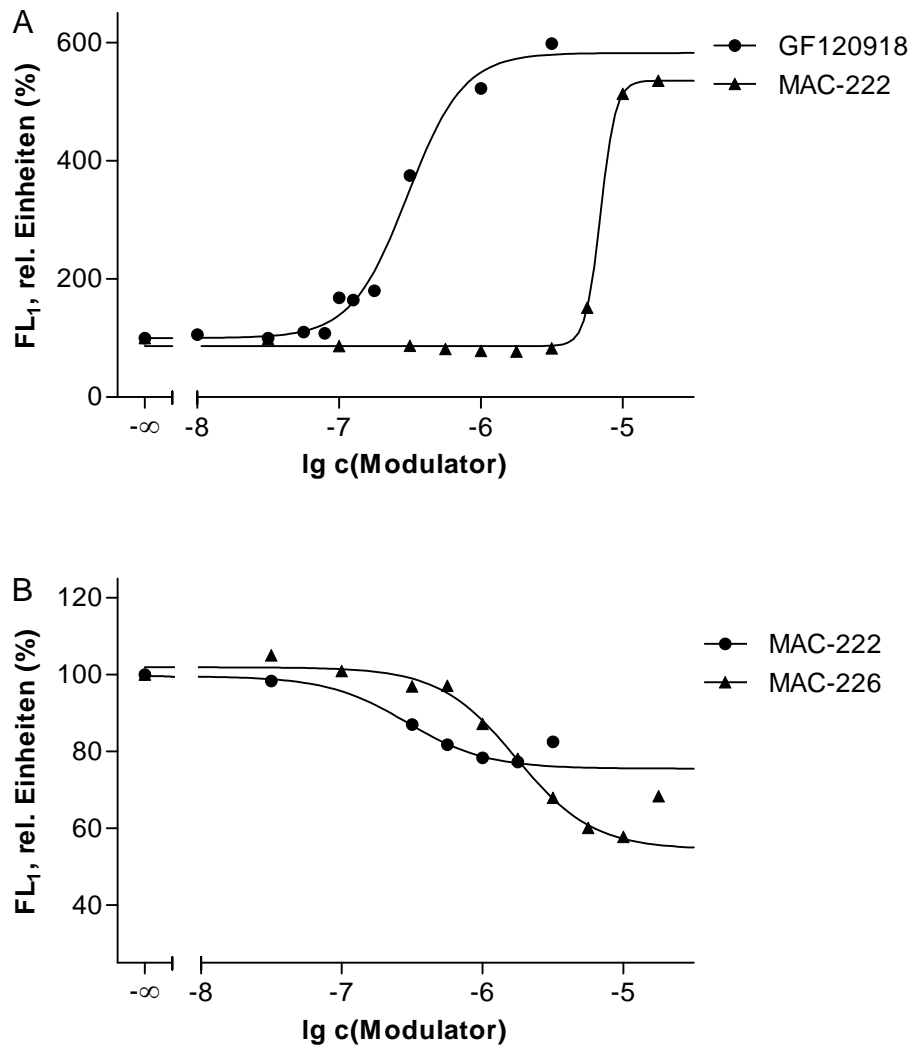 A
FL1, rel. Einheiten (%)
600
400
200
0
-∞
-8
-7
-6
-5
lg c(Modulator)
GF120918
MAC-222
B
FL1, rel. Einheiten (%)
120
100
80
60
40
-∞
-8
-7
-6
-5
lg c(Modulator)
MAC-222
MAC-226